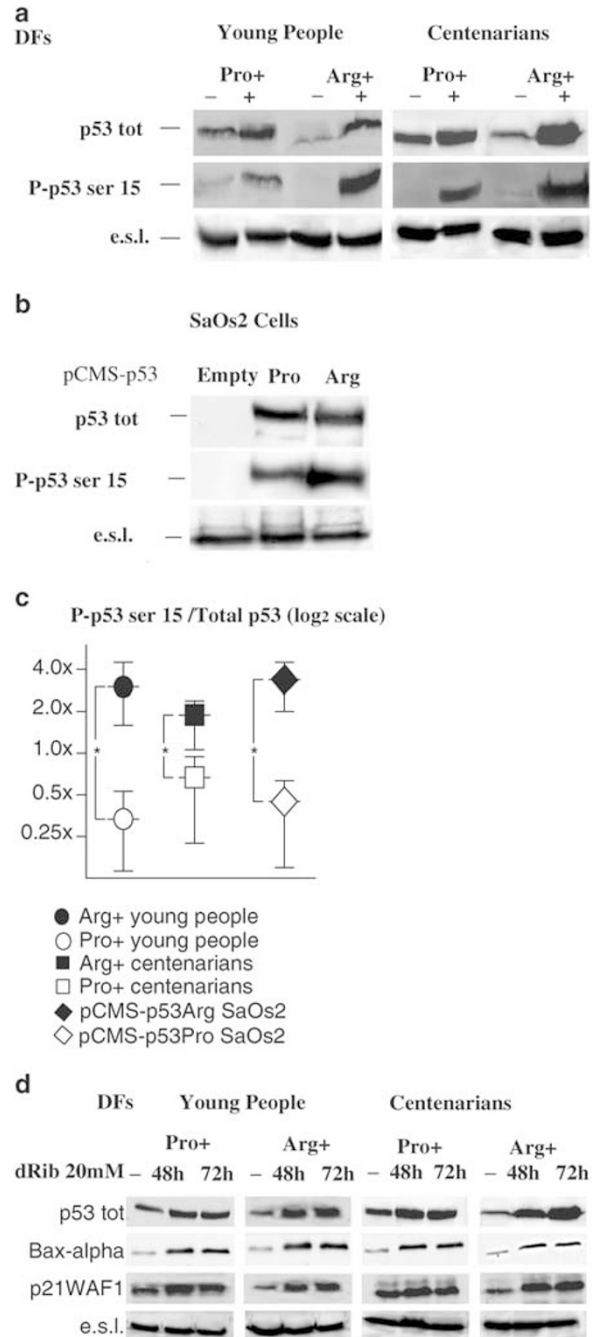 a
DFs Young People Centenarians
Pro+ Arg+ Pro+ Arg+
– + – + – + – +
p53 tot —
P-p53 ser 15 —
e.s.l. —
b
SaOs2 Cells
pCMS-p53 Empty Pro Arg
p53 tot —
P-p53 ser 15 —
e.s.l. —
c
P-p53 ser 15 /Total p53 (log2 scale)
4.0x
2.0x
* * *
1.0x
0.5x
0.25x
Arg+ young people
Pro+ young people
Arg+ centenarians
Pro+ centenarians
pCMS-p53Arg SaOs2
pCMS-p53Pro SaOs2
d
DFs Young People Centenarians
Pro+ Arg+ Pro+ Arg+
dRib 20mM – 48h 72h – 48h 72h – 48h 72h – 48h 72h
p53 tot
Bax-alpha
p21WAF1
e.s.l.